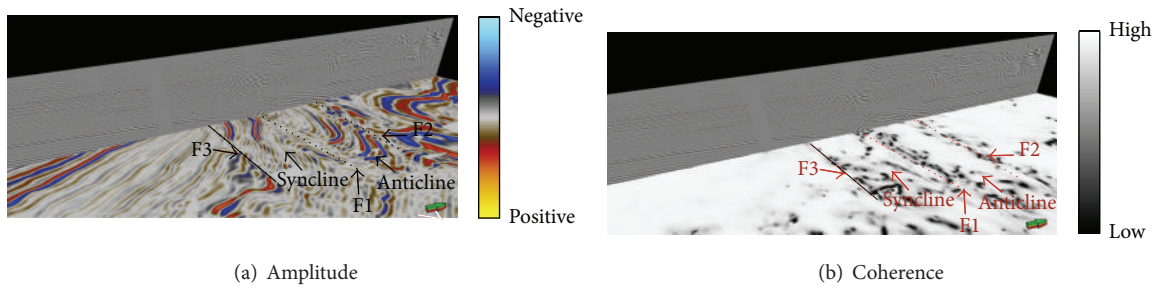 Negative
F3
F2
Syncline
Anticline
F1
Positive
(a) Amplitude
High
F3
F2
Syncline
Anticline
F1
Low
(b) Coherence